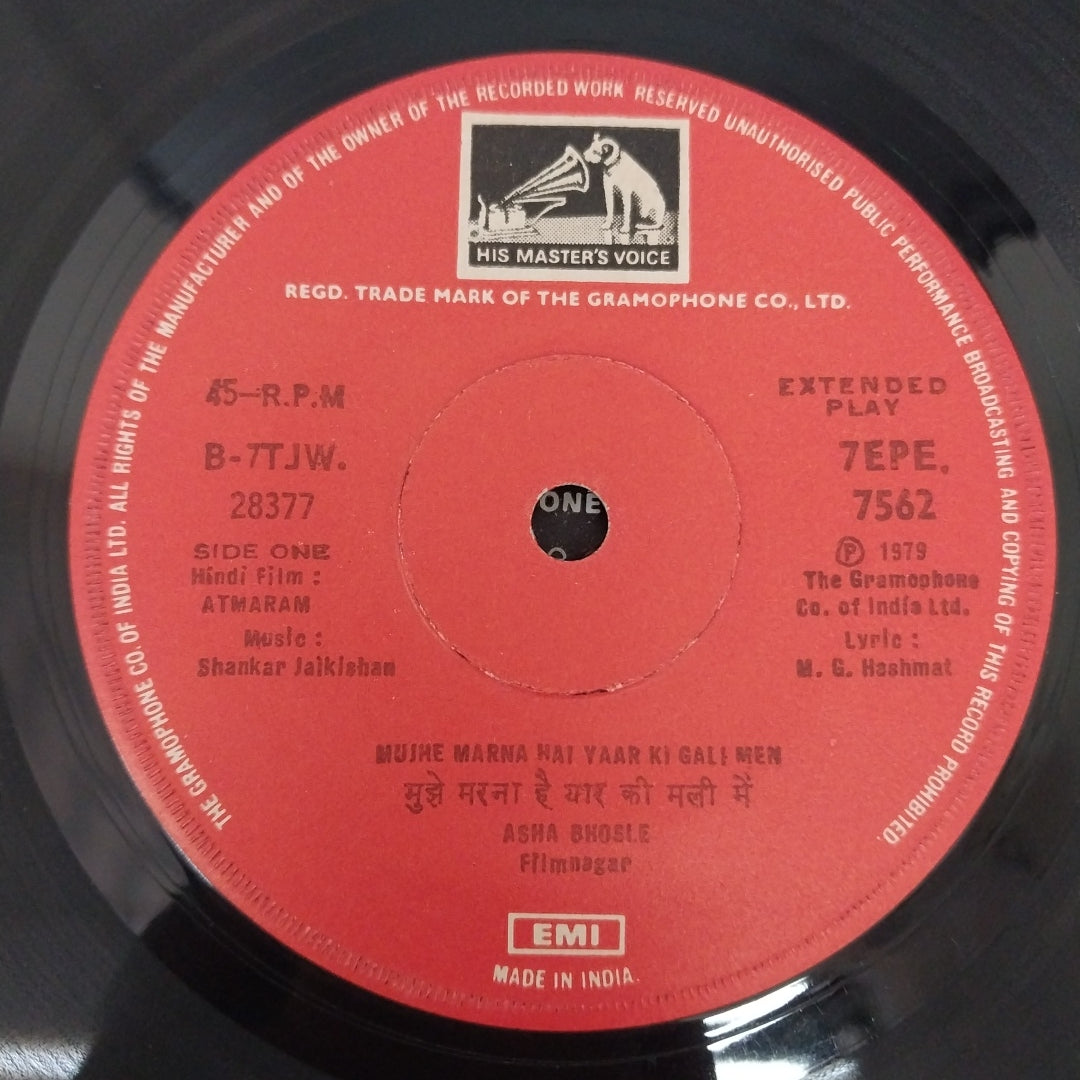 THE GRAMOPHONE CO. OF INDIA LTD. ALL RIGHTS OF THE MANUFACTURER AND OF THE OWNER OF THE RECORDED WORK RESERVED UNAUTHORISED PUBLIC PERFORMANCE BROADCASTING AND COPYING OF THIS RECORD PROHIBITED.
HIS MASTER'S VOICE
REGD. TRADE MARK OF THE GRAMOPHONE CO., LTD.
45-R.P.M
EXTENDED
PLAY
B-7TJW.
28377
7EPE.
7562
SIDE ONE
Hindi Film :
ATMARAM
Music :
Shankar Jaikishan
℗ 1979
The Gramophone
Co. of India Ltd.
Lyric :
M. G. Hashmat
ONE
MUJHE MARNA HAI YAAR KI GALI MEN
मुझे मरना है यार की गली में
ASHA BHOSLE
Filmnagar
EMI
MADE IN INDIA.